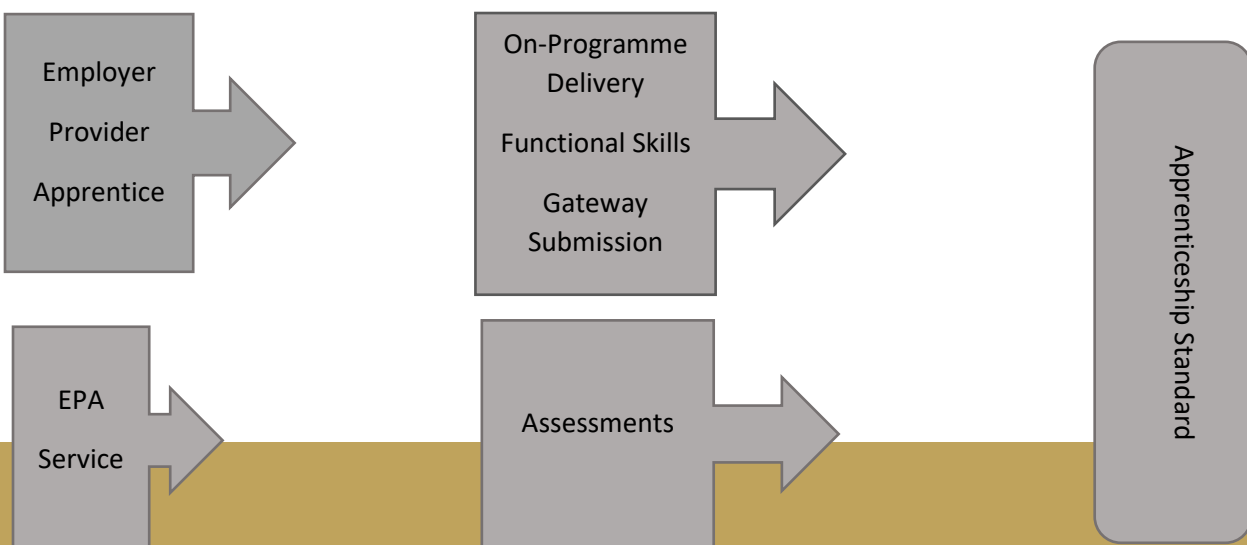 Employer
Provider
Apprentice
On-Programme
Delivery
Functional Skills
Gateway
Submission
Apprenticeship Standard
EPA
Service
Assessments